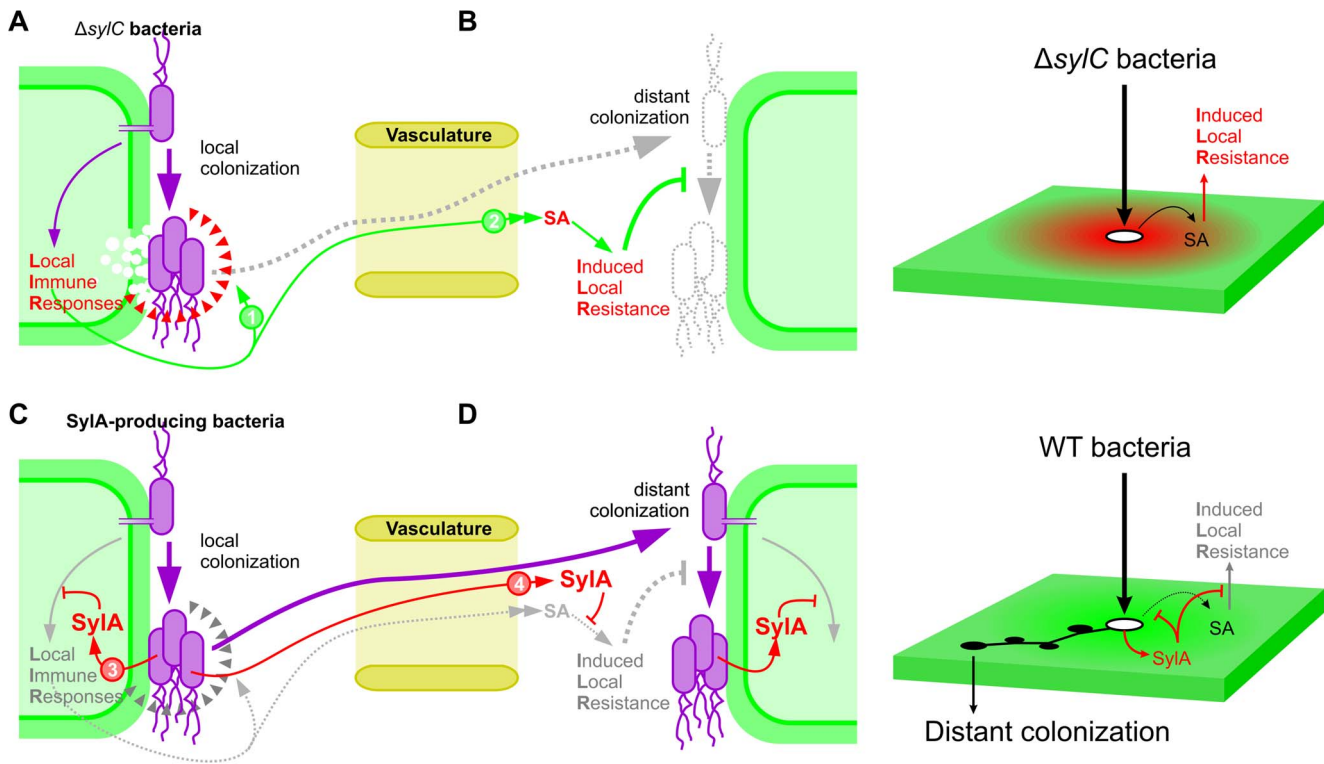 A
ΔsylC bacteria
B
local
colonization
Vasculature
distant
colonization
Local
Immune
Responses
1
2
SA
Induced
Local
Resistance
ΔsylC bacteria
Induced
Local
Resistance
SA
C
SylA-producing bacteria
D
local
colonization
Vasculature
distant
colonization
SylA
3
Local
Immune
Responses
4
SylA
SA
Induced
Local
Resistance
SylA
WT bacteria
Induced
Local
Resistance
SA
SylA
Distant colonization